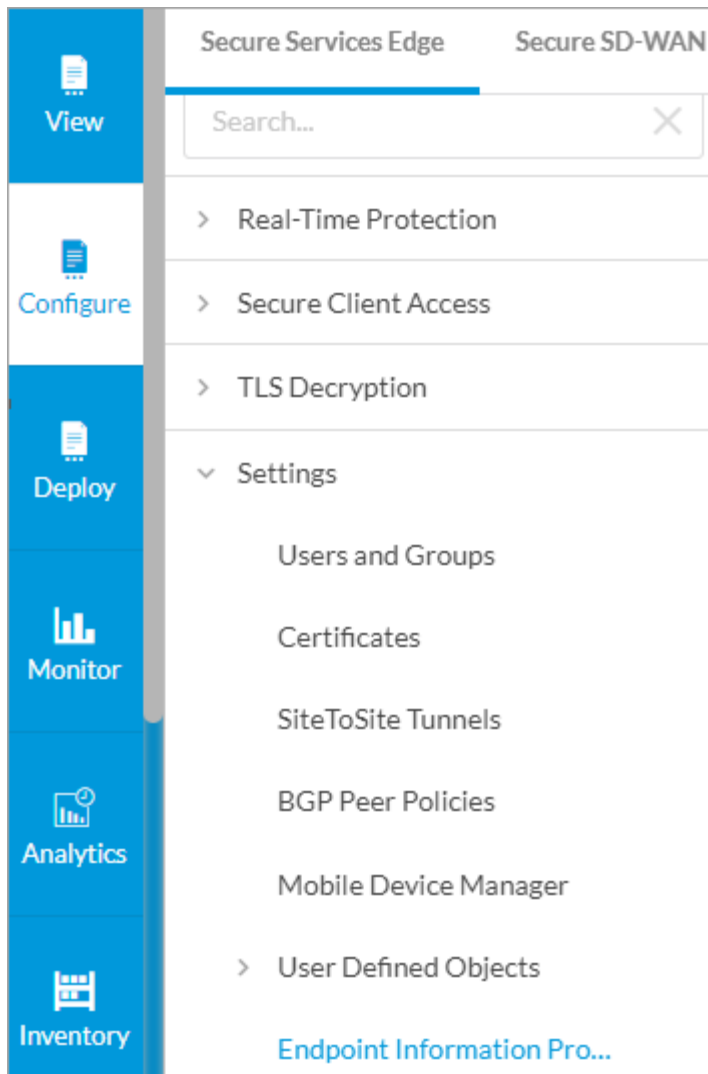 View
Configure
Deploy
Monitor
Analytics
Inventory
Secure Services Edge
Secure SD-WAN
Search...
Real-Time Protection
Secure Client Access
TLS Decryption
Settings
Users and Groups
Certificates
SiteToSite Tunnels
BGP Peer Policies
Mobile Device Manager
User Defined Objects
Endpoint Information Pro...